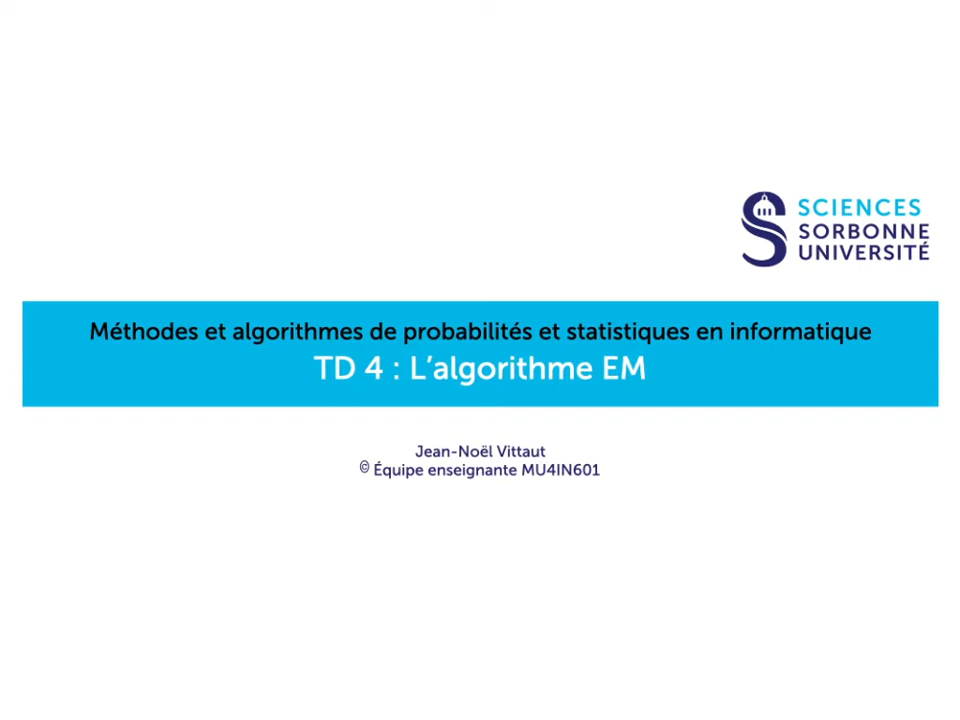 SCIENCES
SORBONNE
UNIVERSITÉ
Méthodes et algorithmes de probabilités et statistiques en informatique
TD 4 : L’algorithme EM
Jean-Noël Vittaut
© Équipe enseignante MU4IN601